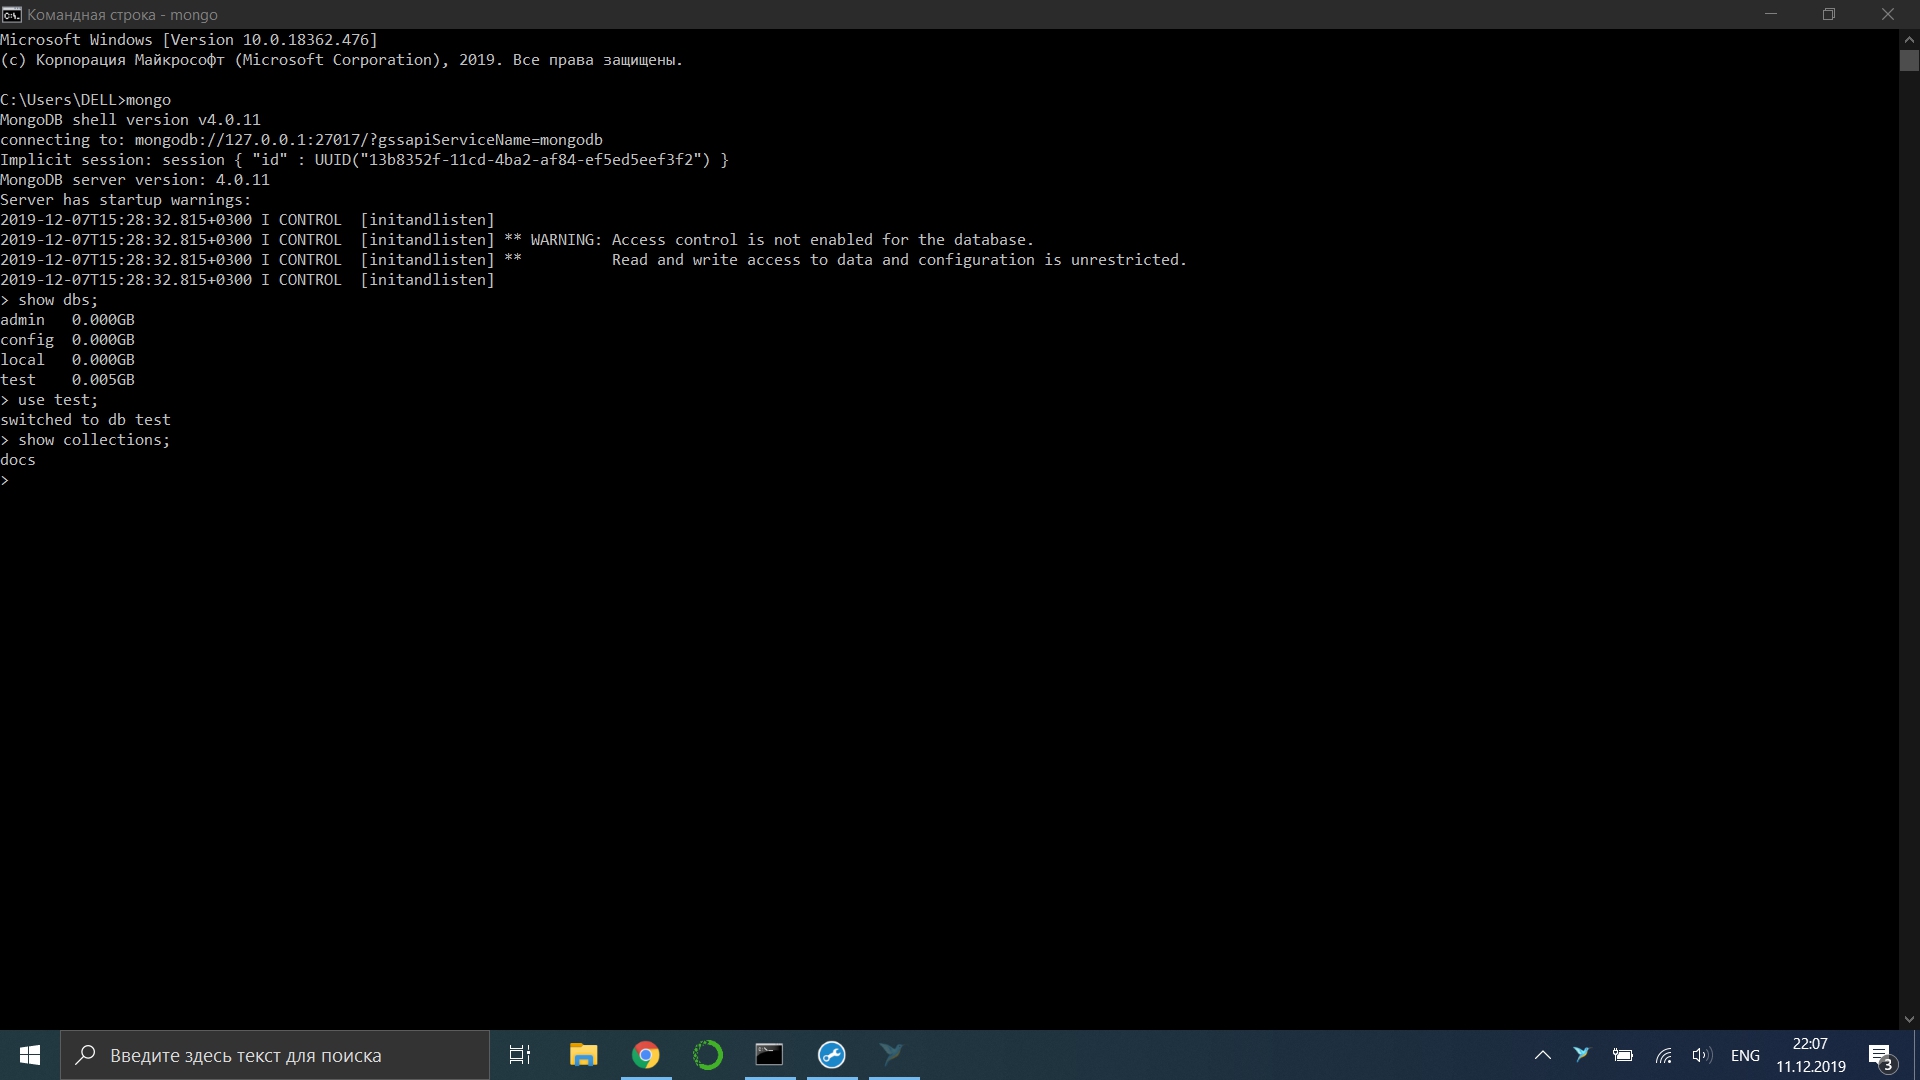 Командная строка - mongo
Microsoft Windows [Version 10.0.18362.476]
(c) Корпорация Майкрософт (Microsoft Corporation), 2019. Все права защищены.
C:\Users\DELL>mongo
MongoDB shell version v4.0.11
connecting to: mongodb://127.0.0.1:27017/?gssapiServiceName=mongodb
Implicit session: session { "id" : UUID("13b8352f-11cd-4ba2-af84-ef5ed5eef3f2") }
MongoDB server version: 4.0.11
Server has startup warnings:
2019-12-07T15:28:32.815+0300 I CONTROL  [initandlisten]
2019-12-07T15:28:32.815+0300 I CONTROL  [initandlisten] ** WARNING: Access control is not enabled for the database.
2019-12-07T15:28:32.815+0300 I CONTROL  [initandlisten] **          Read and write access to data and configuration is unrestricted.
2019-12-07T15:28:32.815+0300 I CONTROL  [initandlisten]
> show dbs;
admin   0.000GB
config  0.000GB
local   0.000GB
test    0.005GB
> use test;
switched to db test
> show collections;
docs
>
Введите здесь текст для поиска
ENG
22:07
11.12.2019
3